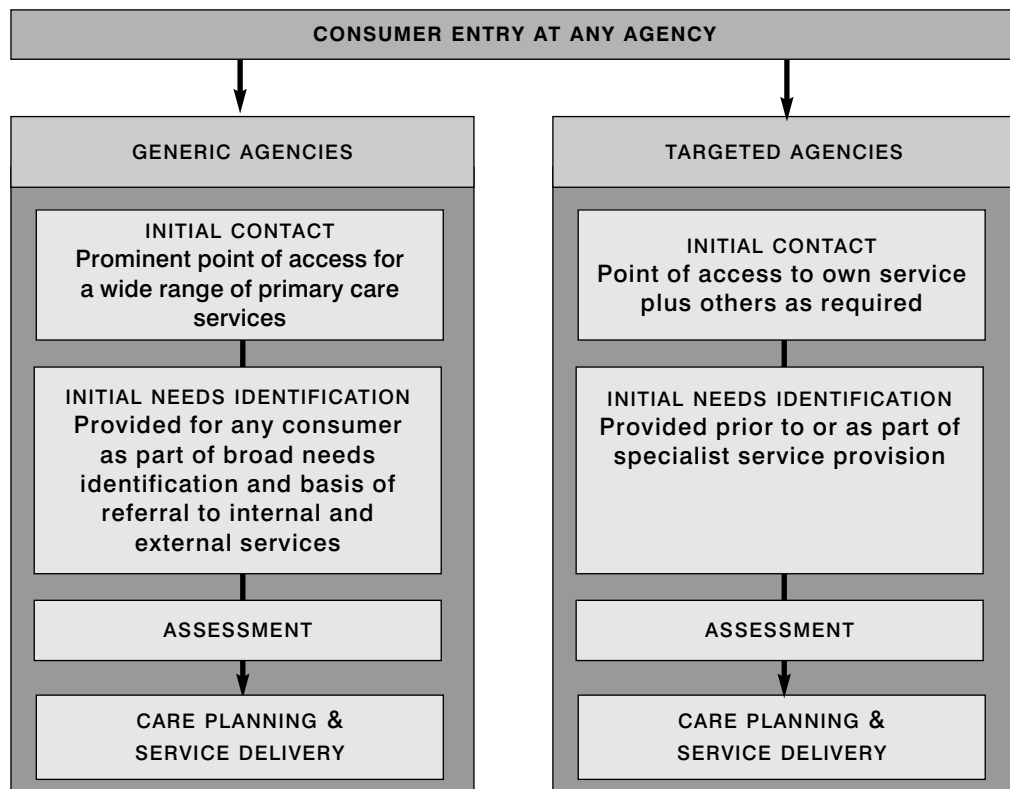 CONSUMER ENTRY AT ANY AGENCY
GENERIC AGENCIES
INITIAL CONTACT
Prominent point of access for
a wide range of primary care
services
INITIAL NEEDS IDENTIFICATION
Provided for any consumer
as part of broad needs
identification and basis of
referral to internal and
external services
ASSESSMENT
CARE PLANNING &
SERVICE DELIVERY
TARGETED AGENCIES
INITIAL CONTACT
Point of access to own service
plus others as required
INITIAL NEEDS IDENTIFICATION
Provided prior to or as part of
specialist service provision
ASSESSMENT
CARE PLANNING &
SERVICE DELIVERY